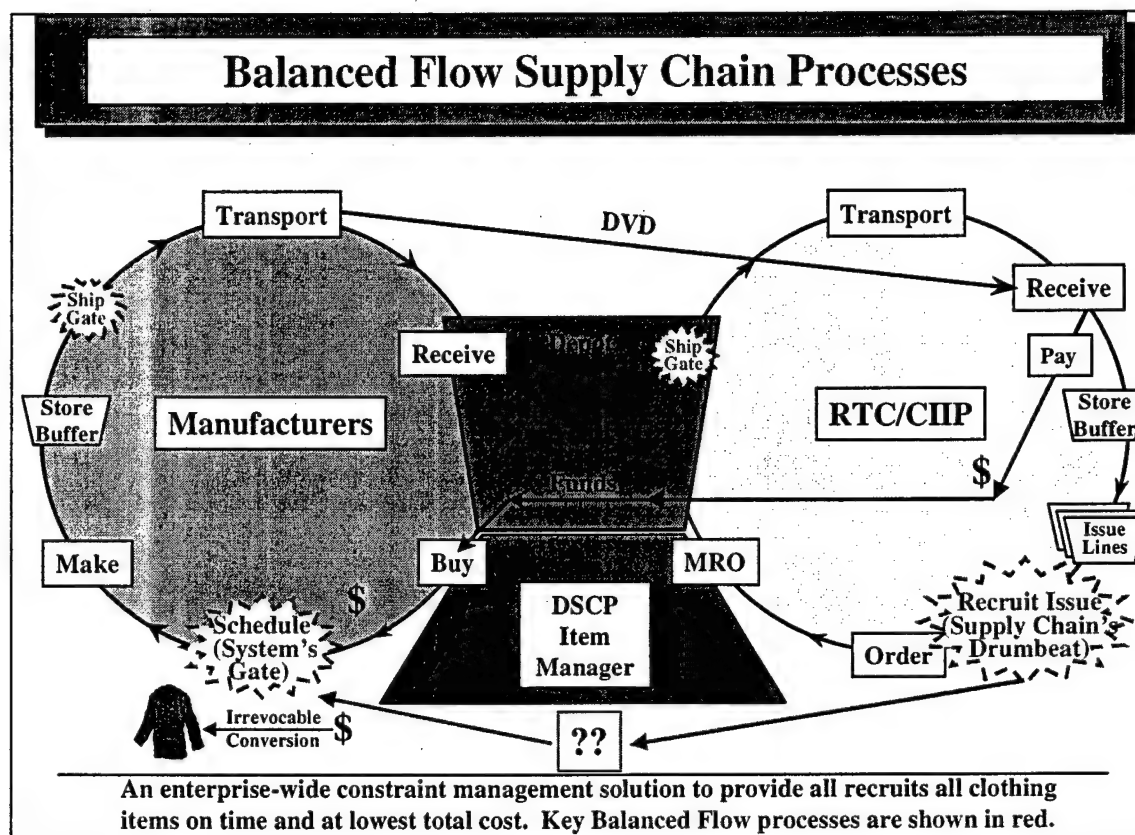 Balanced Flow Supply Chain Processes
Transport
DVD
Transport
Ship
Gate
Receive
Depot
Ship
Gate
Receive
Pay
Store
Buffer
Manufacturers
RTC/CIIP
Store
Buffer
Funds
$
Issue
Lines
Make
Buy
MRO
$
DSCP
Item
Manager
Schedule
(System's
Gate)
Recruit Issue
(Supply Chain's
Drumbeat)
Order
Irrevocable
Conversion
$
??
An enterprise-wide constraint management solution to provide all recruits all clothing
items on time and at lowest total cost. Key Balanced Flow processes are shown in red.